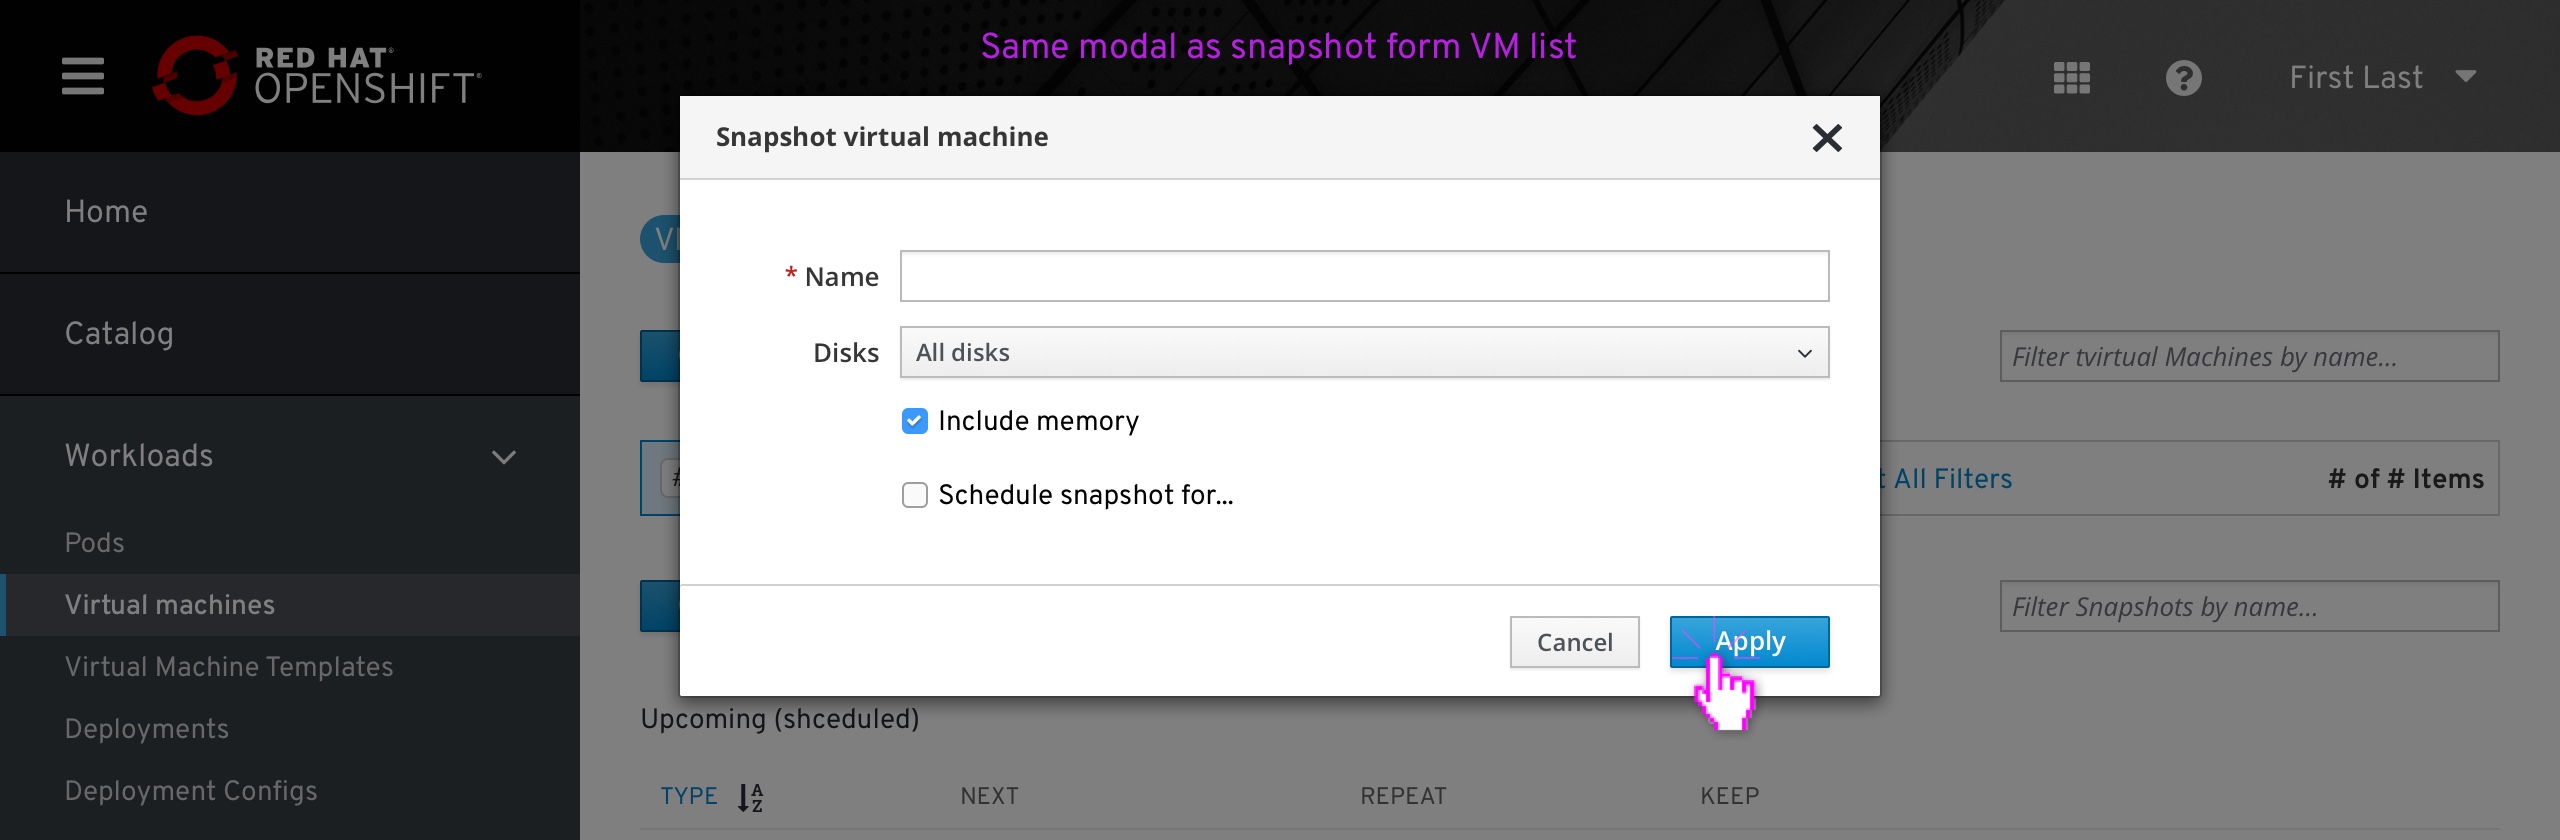 Same modal as snapshot form VM list
RED HAT®
OPENSHIFT®
First Last
Snapshot virtual machine
Home
Catalog
Workloads
Pods
Virtual machines
Virtual Machine Templates
Deployments
Deployment Configs
* Name
Disks
All disks
Include memory
Schedule snapshot for...
Cancel
Apply
Filter tvirtual Machines by name...
#
All Filters
# of # Items
Filter Snapshots by name...
Upcoming (shceduled)
TYPE
A
Z
NEXT
REPEAT
KEEP